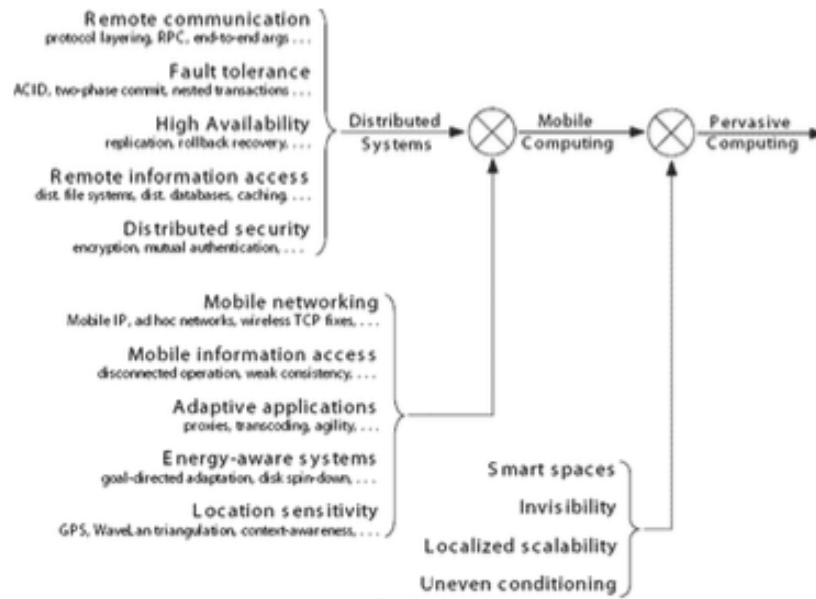 Remote communication
protocol layering, RPC, end-to-end args . . .
Fault tolerance
ACID, two-phase commit, nested transactions . . .
High Availability
replication, rollback recovery, . . .
Remote information access
dist. file systems, dist. databases, caching, . . .
Distributed security
encryption, mutual authentication, . . .
Distributed
Systems
Mobile
Computing
Pervasive
Computing
Mobile networking
Mobile IP, ad hoc networks, wireless TCP fixes, . . .
Mobile information access
disconnected operation, weak consistency, . . .
Adaptive applications
proxies, transcoding, agility, . . .
Energy-aware systems
goal-directed adaptation, disk spin-down, . . .
Location sensitivity
GPS, WaveLan triangulation, context-awareness, . . .
Smart spaces
Invisibility
Localized scalability
Uneven conditioning